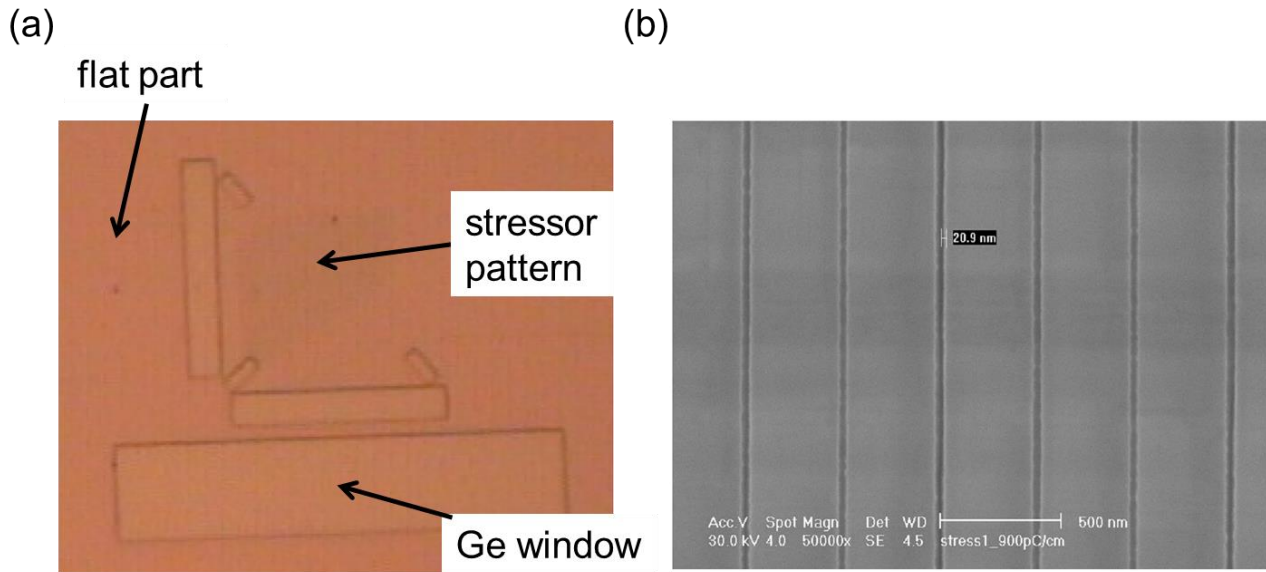 (a)
(b)
flat part
stressor
pattern
Ge window
20.9 nm
Acc V Spot Magn Det WD 500 nm
30.0 kV 4.0 50000x SE 4.5 stress1_900pC/cm